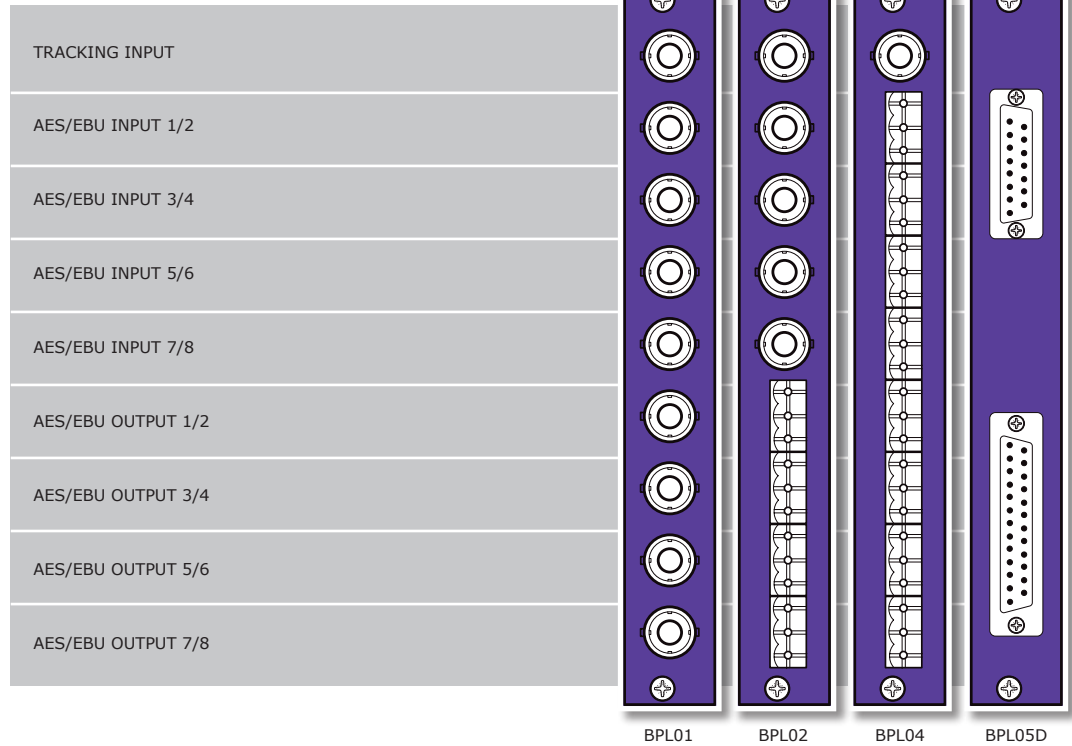 TRACKING INPUT
AES/EBU INPUT 1/2
AES/EBU INPUT 3/4
AES/EBU INPUT 5/6
AES/EBU INPUT 7/8
AES/EBU OUTPUT 1/2
AES/EBU OUTPUT 3/4
AES/EBU OUTPUT 5/6
AES/EBU OUTPUT 7/8
BPL01 BPL02 BPL04 BPL05D